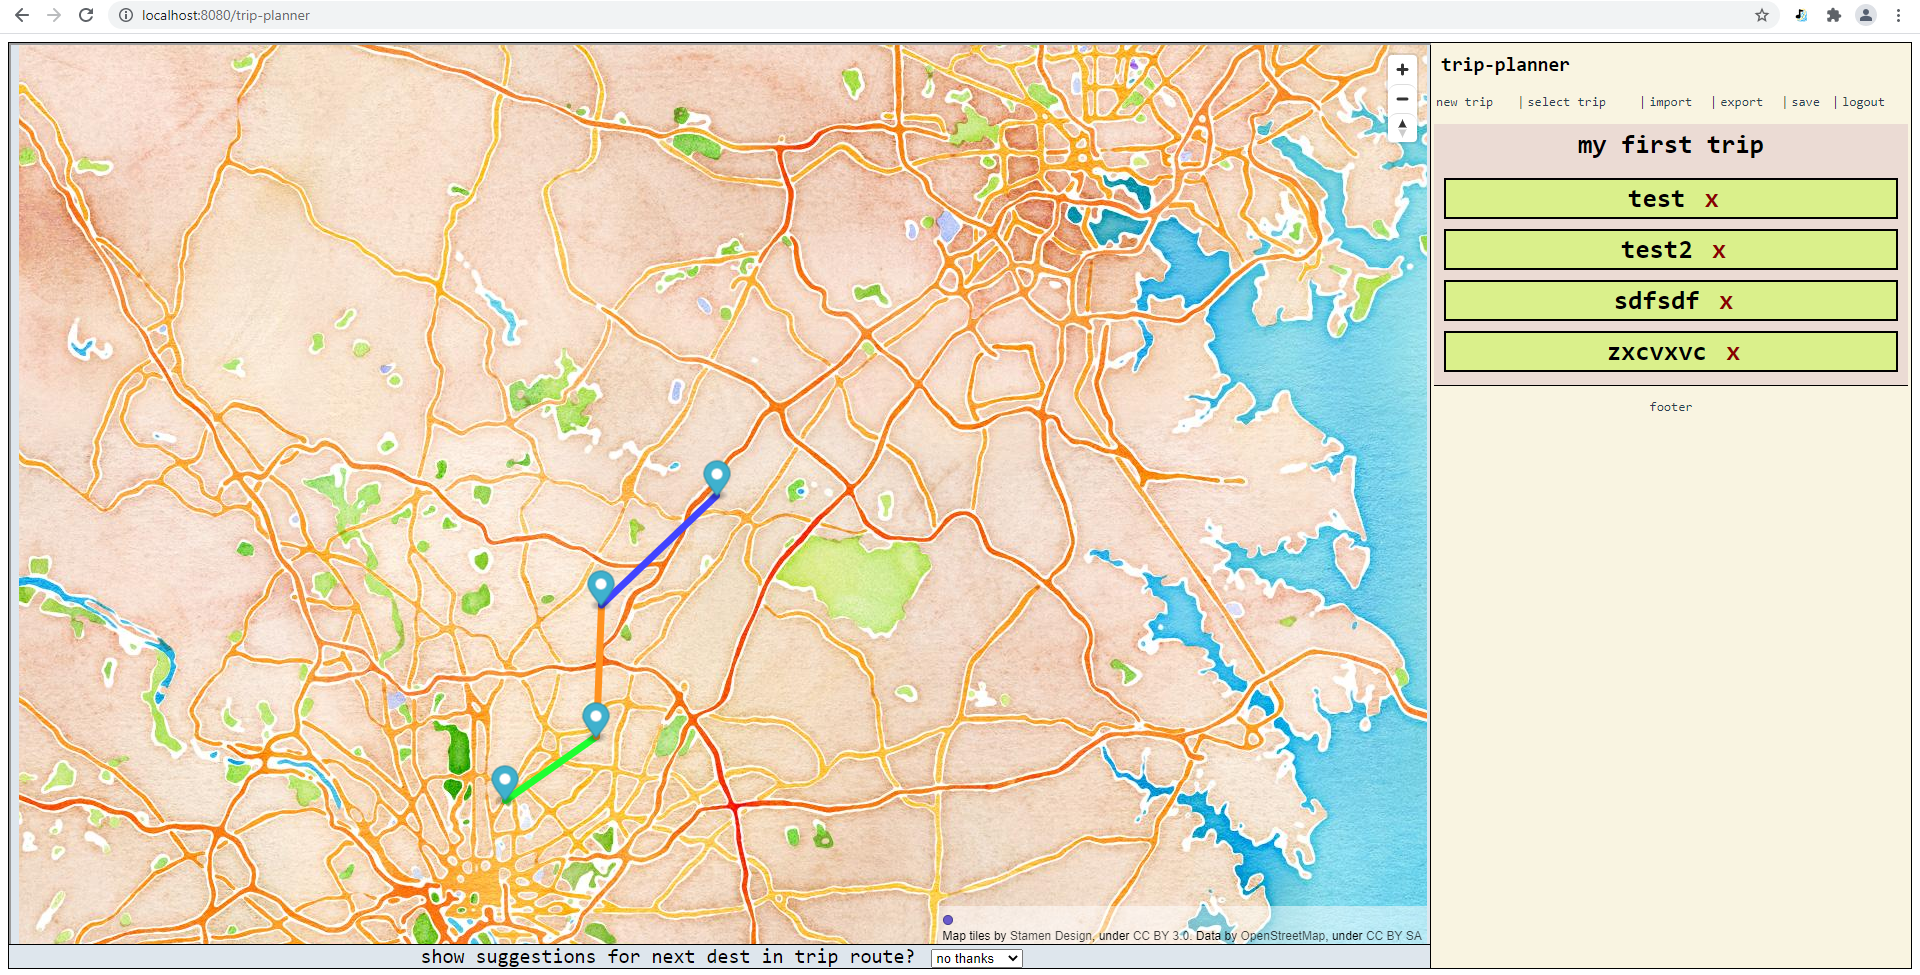 localhost:8080/trip-planner
trip-planner
new trip | select trip | import | export | save | logout
my first trip
test x
test2 x
sdfsdf x
zxcvxvc x
footer
Map tiles by Stamen Design, under CC BY 3.0. Data by OpenStreetMap, under CC BY SA
show suggestions for next dest in trip route? no thanks